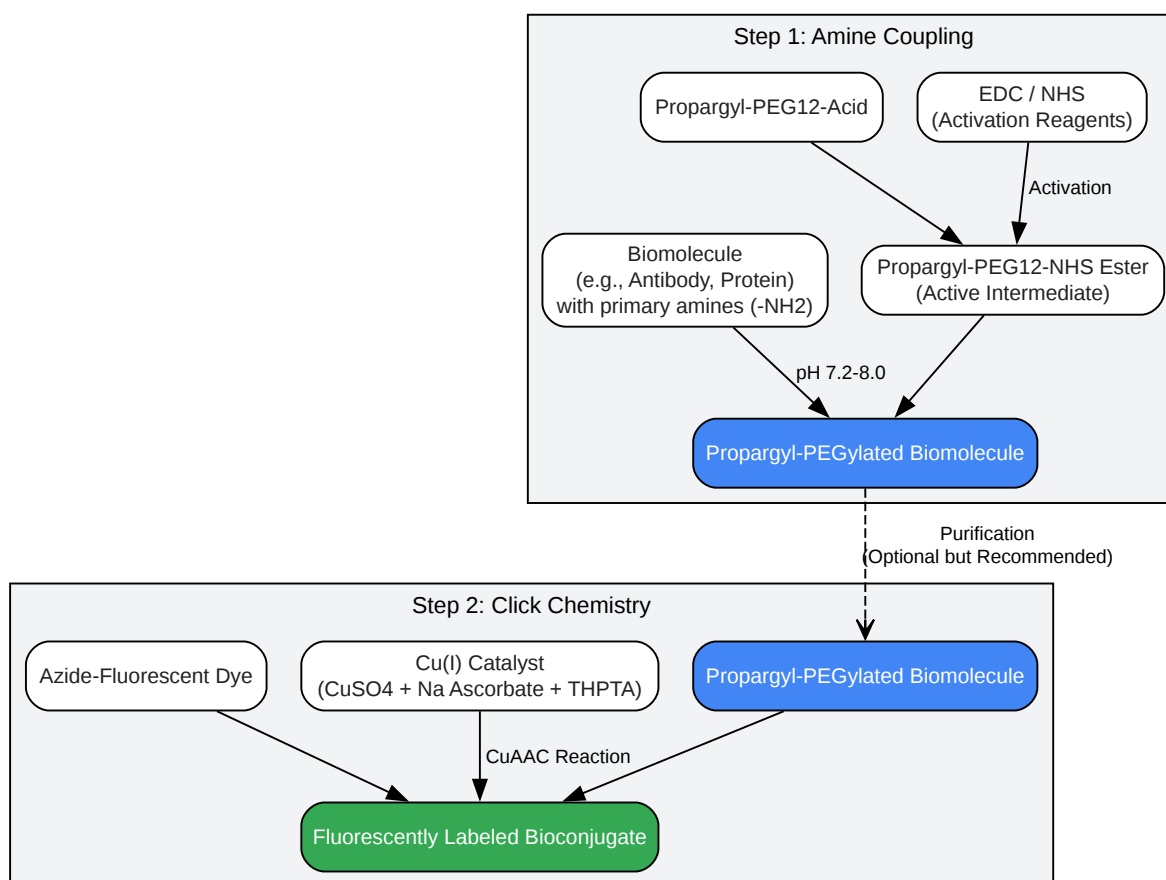 Step 1: Amine Coupling
Propargyl-PEG12-Acid
EDC / NHS
(Activation Reagents)
Activation
Biomolecule
(e.g., Antibody, Protein)
with primary amines (-NH2)
Propargyl-PEG12-NHS Ester
(Active Intermediate)
pH 7.2-8.0
Propargyl-PEGylated Biomolecule
Purification
(Optional but Recommended)
Step 2: Click Chemistry
Azide-Fluorescent Dye
Cu(I) Catalyst
(CuSO4 + Na Ascorbate + THPTA)
Propargyl-PEGylated Biomolecule
CuAAC Reaction
Fluorescently Labeled Bioconjugate